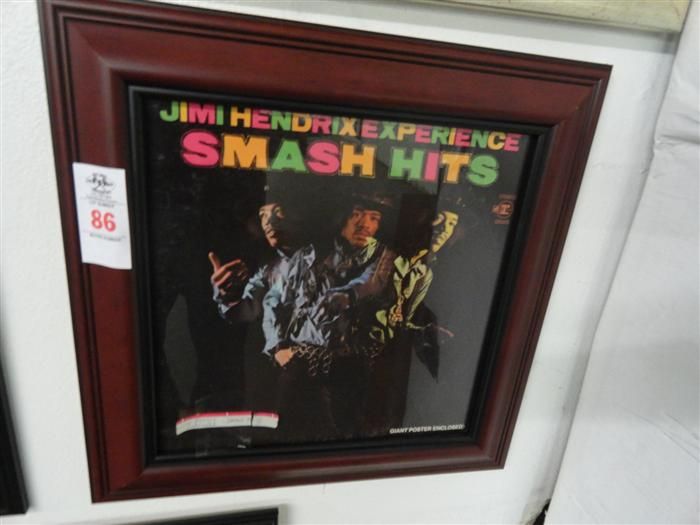 JIMI HENDRIX EXPERIENCE
SMASH HITS
86
GIANT POSTER ENCLOSED